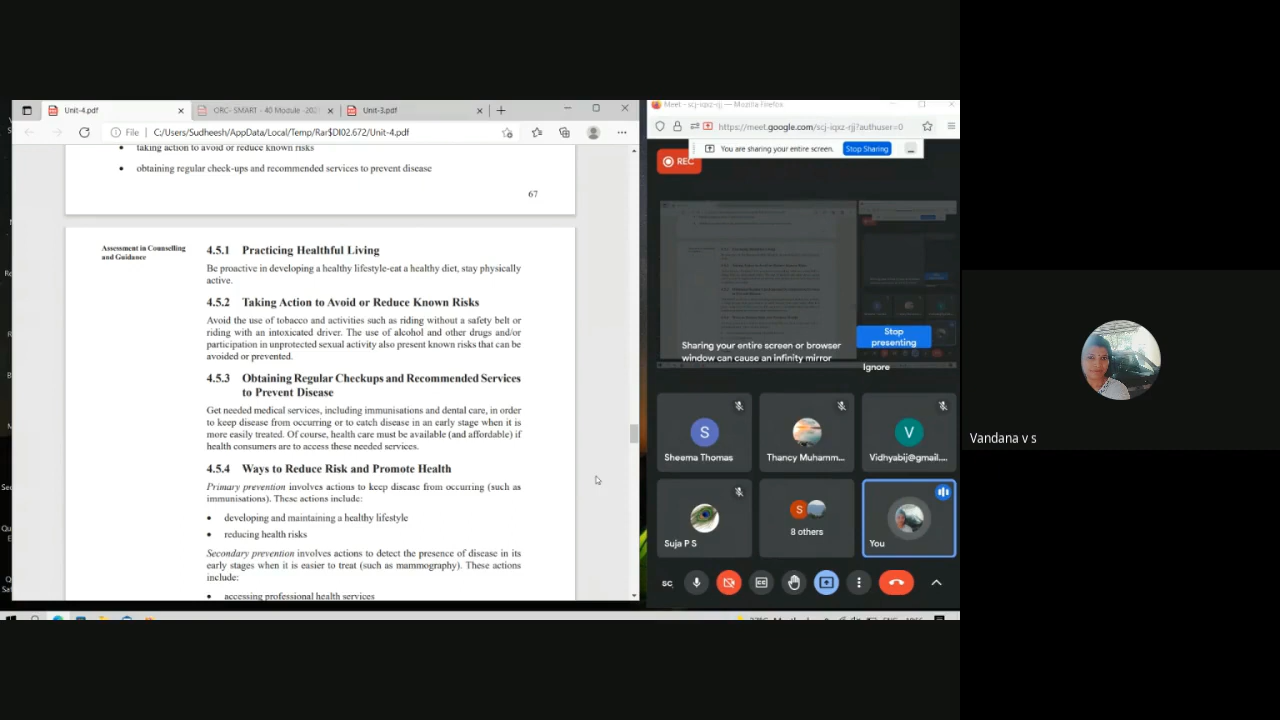 Unit-4.pdf
ORC- SMART - 40 Module -202
Unit-3.pdf
File
C:/Users/Sudheesh/AppData/Local/Temp/Rar$DI02.672/Unit-4.pdf
taking action to avoid or reduce known risks
• obtaining regular check-ups and recommended services to prevent disease
67
Assessment in Counselling
and Guidance
4.5.1 Practicing Healthful Living
Be proactive in developing a healthy lifestyle-eat a healthy diet, stay physically
active.
4.5.2 Taking Action to Avoid or Reduce Known Risks
Avoid the use of tobacco and activities such as riding without a safety belt or
riding with an intoxicated driver. The use of alcohol and other drugs and/or
participation in unprotected sexual activity also present known risks that can be
avoided or prevented.
4.5.3 Obtaining Regular Checkups and Recommended Services
to Prevent Disease
Get needed medical services, including immunisations and dental care, in order
to keep disease from occurring or to catch disease in an early stage when it is
more easily treated. Of course, health care must be available (and affordable) if
health consumers are to access these needed services.
4.5.4 Ways to Reduce Risk and Promote Health
Primary prevention involves actions to keep disease from occurring (such as
immunisations). These actions include:
• developing and maintaining a healthy lifestyle
• reducing health risks
Secondary prevention involves actions to detect the presence of disease in its
early stages when it is easier to treat (such as mammography). These actions
include:
• accessing professional health services
Meet - scj-iqxz-rjj — Mozilla Firefox
https://meet.google.com/scj-iqxz-rjj?authuser=0
You are sharing your entire screen.
Stop Sharing
REC
Sharing your entire screen or browser
window can cause an infinity mirror
Stop
presenting
Ignore
S
Sheema Thomas
Thancy Muhamm...
V
Vidhyabij@gmail....
Suja P S
S
8 others
You
sc
Vandana v s